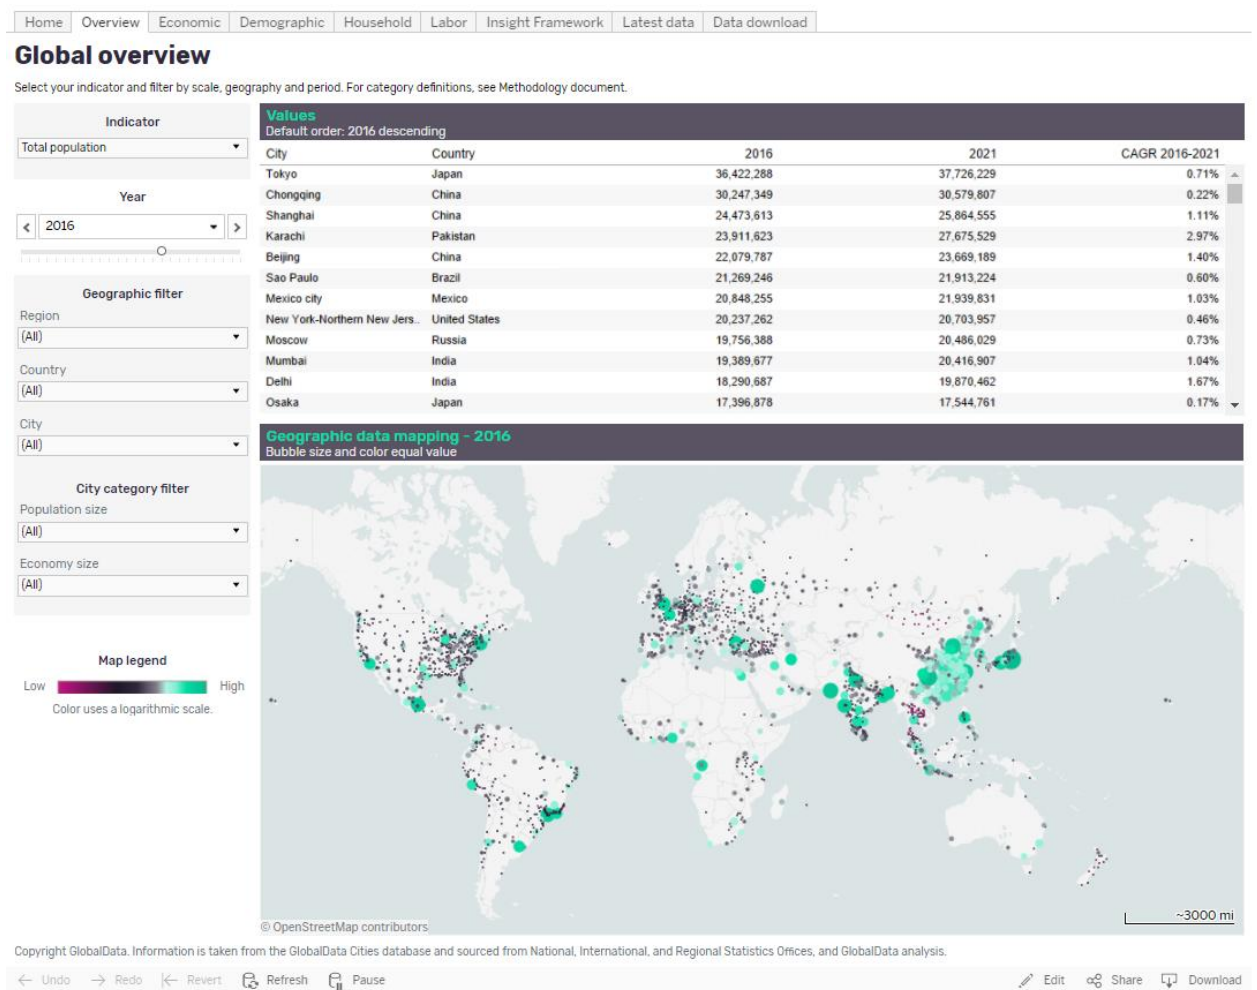 Home Overview Economic Demographic Household Labor Insight Framework Latest data Data download
Global overview
Select your indicator and filter by scale, geography and period. For category definitions, see Methodology document.
Indicator
Total population
Year
2016
Geographic filter
Region
(All)
Country
(All)
City
(All)
City category filter
Population size
(All)
Economy size
(All)
Map legend
Low High
Color uses a logarithmic scale.
Values
Default order: 2016 descending
City Country 2016 2021 CAGR 2016-2021
Tokyo Japan 36,422,288 37,726,229 0.71%
Chongqing China 30,247,349 30,579,807 0.22%
Shanghai China 24,473,613 25,864,555 1.11%
Karachi Pakistan 23,911,623 27,675,529 2.97%
Beijing China 22,079,787 23,669,189 1.40%
Sao Paulo Brazil 21,269,246 21,913,224 0.60%
Mexico city Mexico 20,848,255 21,939,831 1.03%
New York-Northern New Jers.. United States 20,237,262 20,703,957 0.46%
Moscow Russia 19,756,388 20,486,029 0.73%
Mumbai India 19,389,677 20,416,907 1.04%
Delhi India 18,290,687 19,870,462 1.67%
Osaka Japan 17,396,878 17,544,761 0.17%
Geographic data mapping - 2016
Bubble size and color equal value
© OpenStreetMap contributors
~3000 mi
Copyright GlobalData. Information is taken from the GlobalData Cities database and sourced from National, International, and Regional Statistics Offices, and GlobalData analysis.
Undo Redo Revert Refresh Pause Edit Share Download